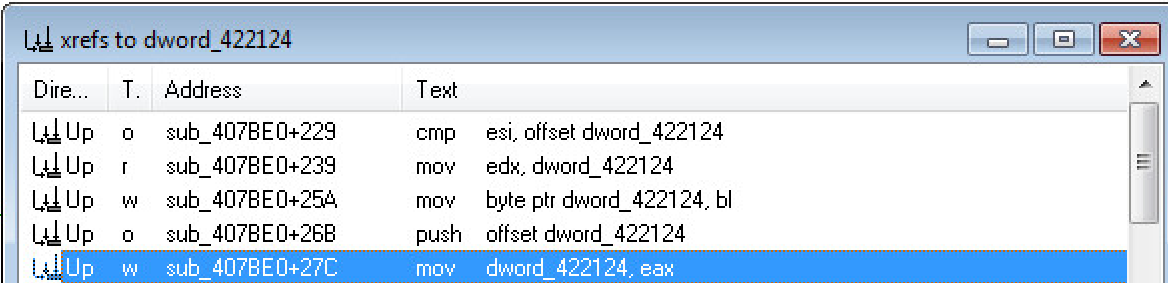 xrefs to dword_422124
Dire... T. Address Text
Up o sub_407BE0+229 cmp esi, offset dword_422124
Up r sub_407BE0+239 mov edx, dword_422124
Up w sub_407BE0+25A mov byte ptr dword_422124, bl
Up o sub_407BE0+26B push offset dword_422124
Up w sub_407BE0+27C mov dword_422124, eax